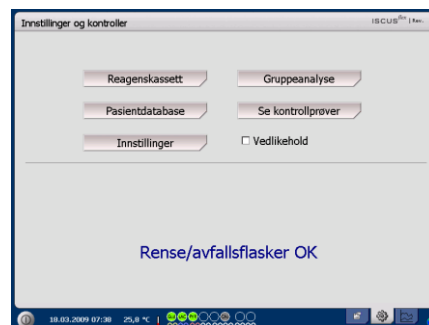 Innstillinger og kontroller
ISCUSflex
Reagenskassett
Gruppeanalyse
Pasientdatabase
Se kontrollprøver
Innstillinger
Vedlikehold
Rense/avfallsflasker OK
18.03.2009 07:38 25,8 °C